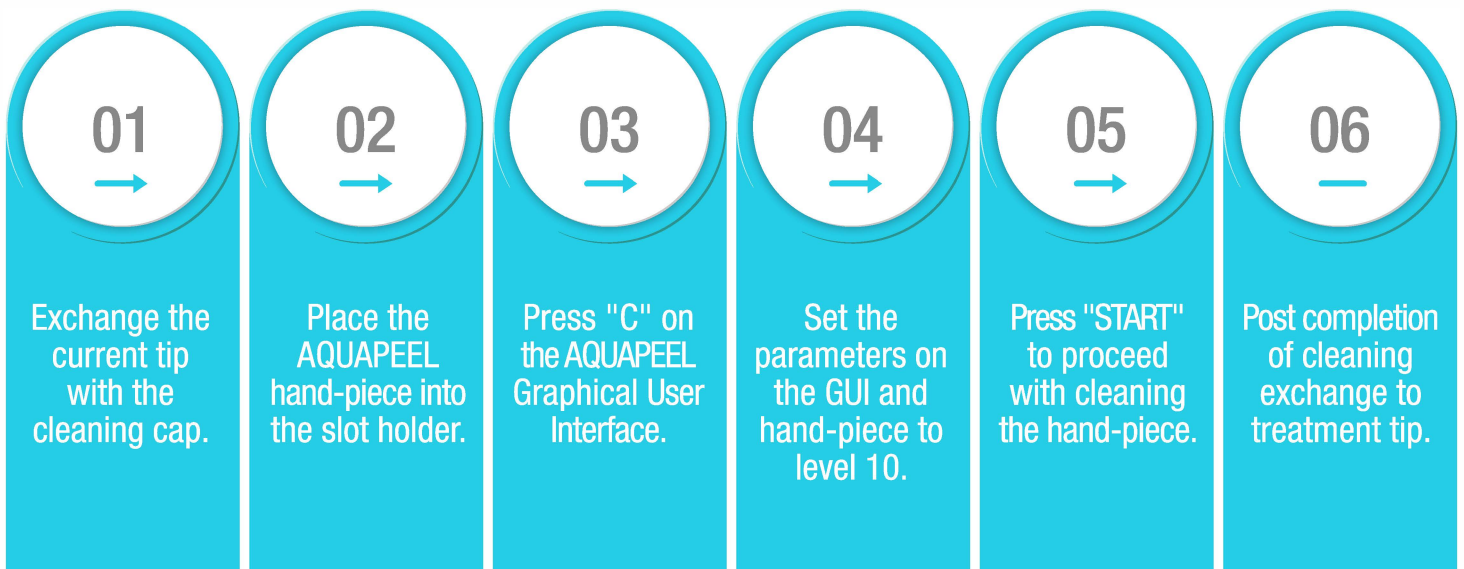 01
Exchange the
current tip
with the
cleaning cap.
02
Place the
AQUAPEEL
hand-piece into
the slot holder.
03
Press "C" on
the AQUAPEEL
Graphical User
Interface.
04
Set the
parameters on
the GUI and
hand-piece to
level 10.
05
Press "START"
to proceed
with cleaning
the hand-piece.
06
Post completion
of cleaning
exchange to
treatment tip.